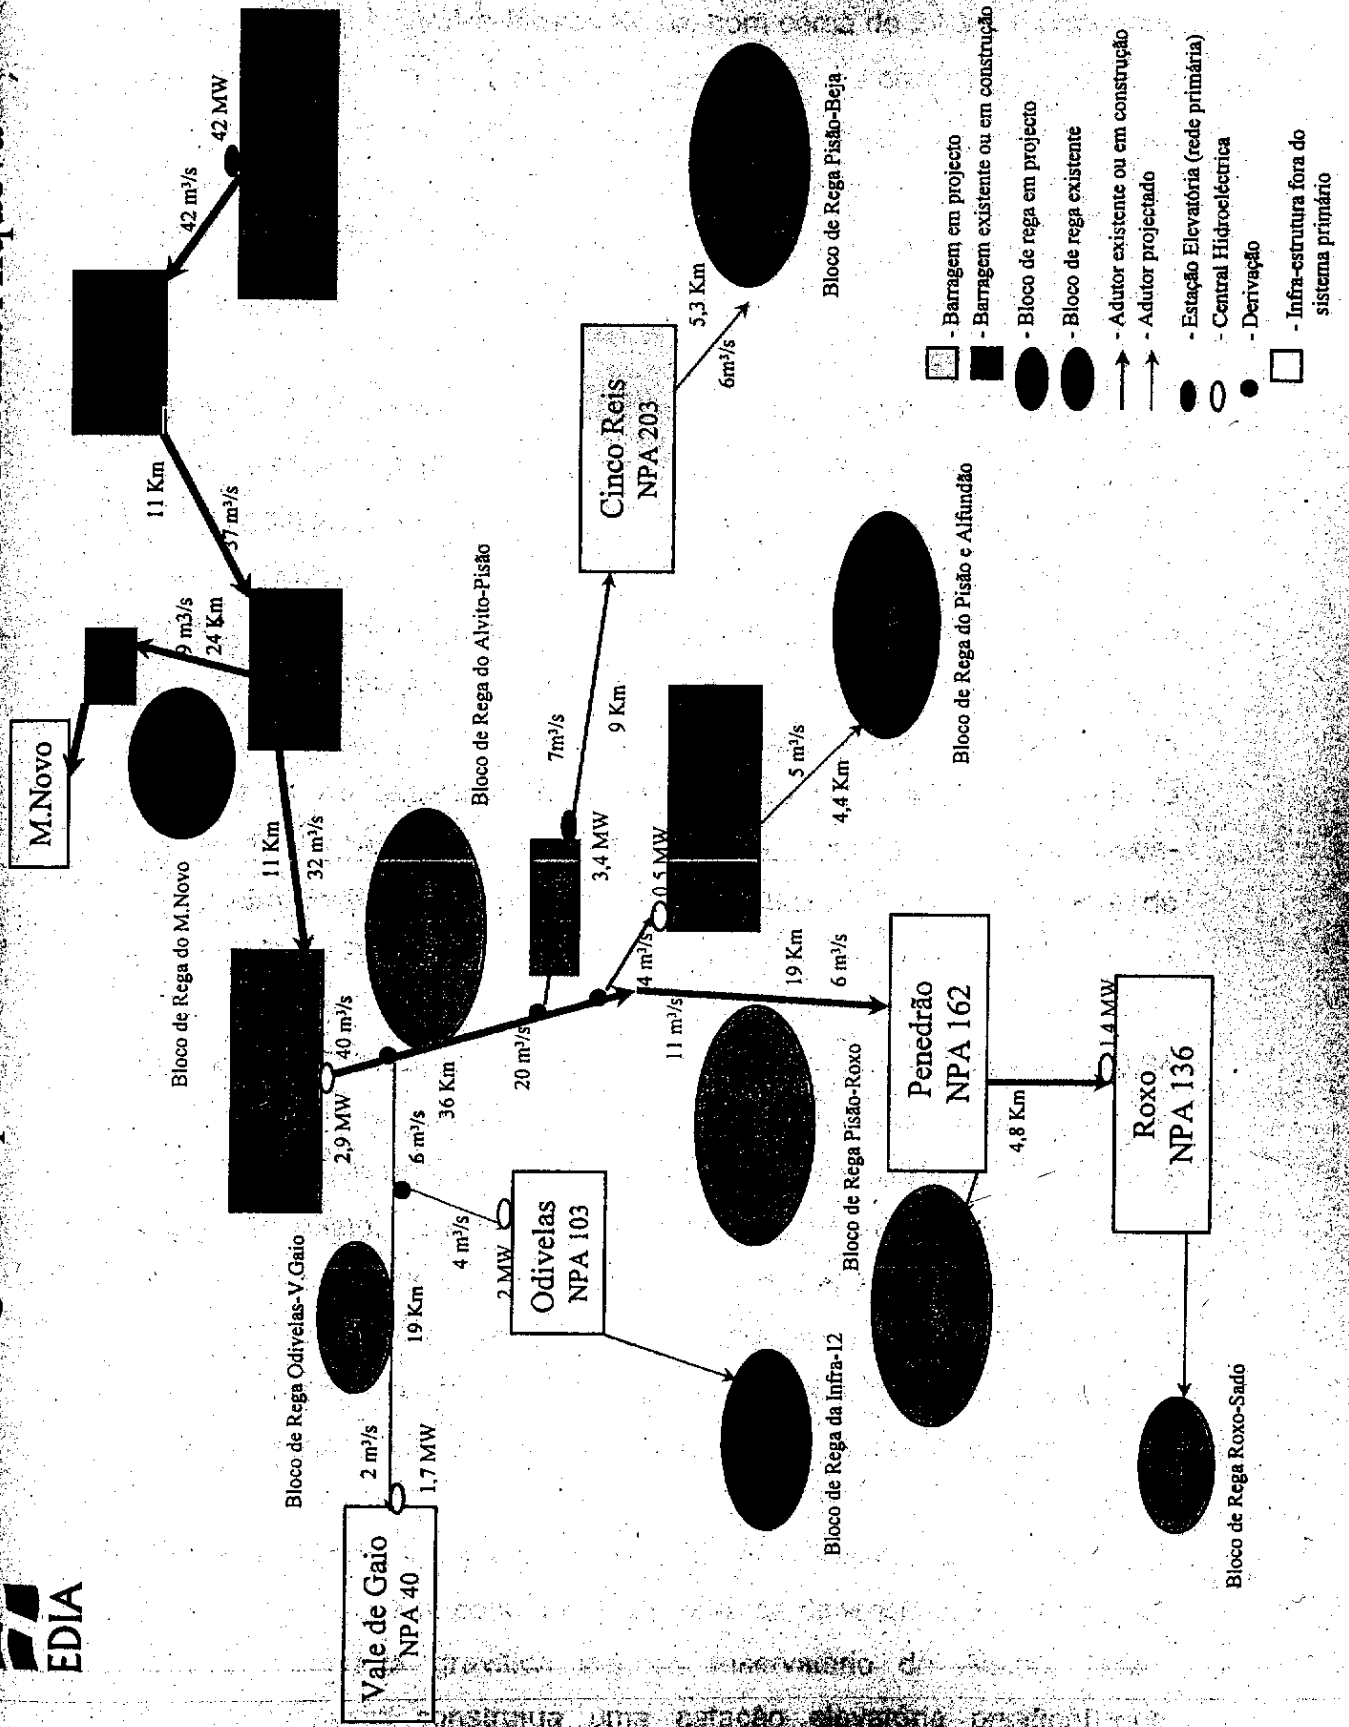 EDIA
Vale de Gaio
NPA 40
2 m³/s
1,7 MW
Bloco de Rega Odivelas-V.Gaio
19 Km
4 m³/s
6 m³/s
2 MW
Odivelas
NPA 103
Bloco de Rega da Infra-12
2,9 MW
40 m³/s
36 Km
Bloco de Rega do M.Novo
M.Novo
11 Km
32 m³/s
9 m3/s
24 Km
11 Km
37 m³/s
42 m³/s
42 MW
Bloco de Rega do Alvito-Pisão
20 m³/s
3,4 MW
7m³/s
9 Km
Cinco Reis
NPA 203
5,3 Km
6m³/s
Bloco de Rega Pisão-Beja
4 m³/s
0,5 MW
5 m³/s
4,4 Km
Bloco de Rega do Pisão e Alfundão
11 m³/s
19 Km
6 m³/s
Bloco de Rega Pisão-Roxo
Penedrão
NPA 162
4,8 Km
1,4 MW
Roxo
NPA 136
Bloco de Rega Roxo-Sado
- Barragem em projecto
- Barragem existente ou em construção
- Bloco de rega em projecto
- Bloco de rega existente
- Adutor existente ou em construção
- Adutor projectado
- Estação Elevatória (rede primária)
- Central Hidroeléctrica
- Derivação
- Infra-estrutura fora do
sistema primário
uma estação elevatória